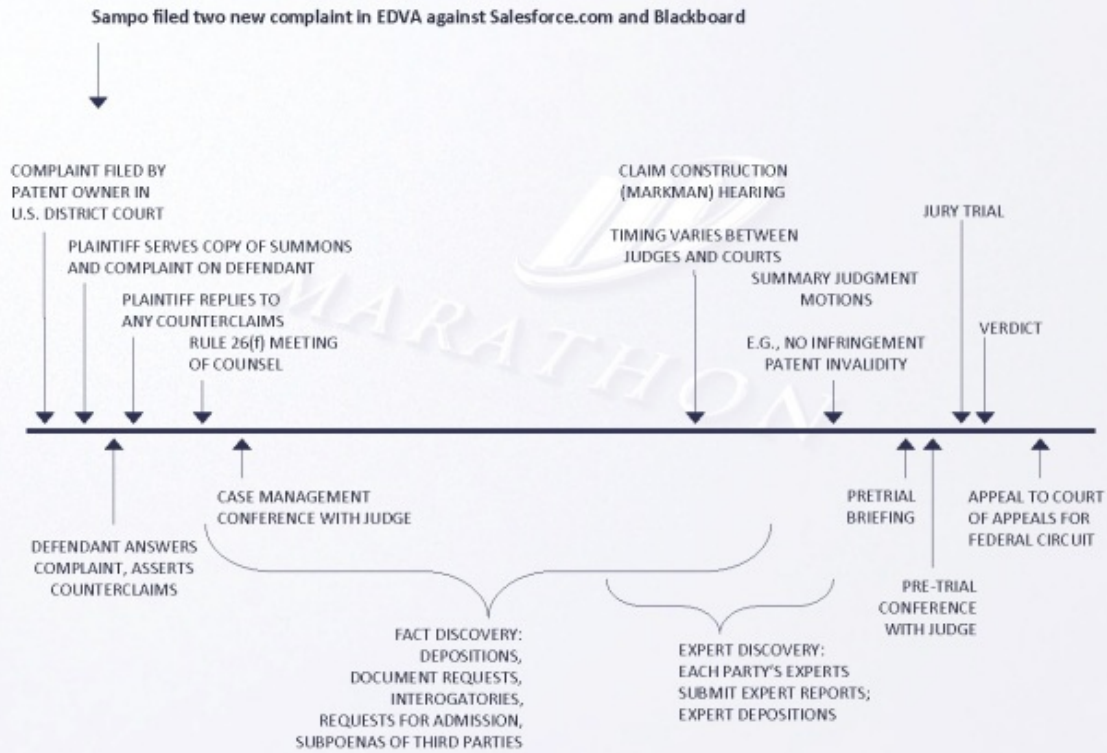 Sampo filed two new complaint in EDVA against Salesforce.com and Blackboard
COMPLAINT FILED BY
PATENT OWNER IN
U.S. DISTRICT COURT
PLAINTIFF SERVES COPY OF SUMMONS
AND COMPLAINT ON DEFENDANT
PLAINTIFF REPLIES TO
ANY COUNTERCLAIMS
RULE 26(f) MEETING
OF COUNSEL
CLAIM CONSTRUCTION
(MARKMAN) HEARING
TIMING VARIES BETWEEN
JUDGES AND COURTS
SUMMARY JUDGMENT
MOTIONS
E.G., NO INFRINGEMENT
PATENT INVALIDITY
JURY TRIAL
VERDICT
MARATHON
DEFENDANT ANSWERS
COMPLAINT, ASSERTS
COUNTERCLAIMS
CASE MANAGEMENT
CONFERENCE WITH JUDGE
FACT DISCOVERY:
DEPOSITIONS,
DOCUMENT REQUESTS,
INTEROGATORIES,
REQUESTS FOR ADMISSION,
SUBPOENAS OF THIRD PARTIES
EXPERT DISCOVERY:
EACH PARTY'S EXPERTS
SUBMIT EXPERT REPORTS;
EXPERT DEPOSITIONS
PRETRIAL
BRIEFING
PRE-TRIAL
CONFERENCE
WITH JUDGE
APPEAL TO COURT
OF APPEALS FOR
FEDERAL CIRCUIT